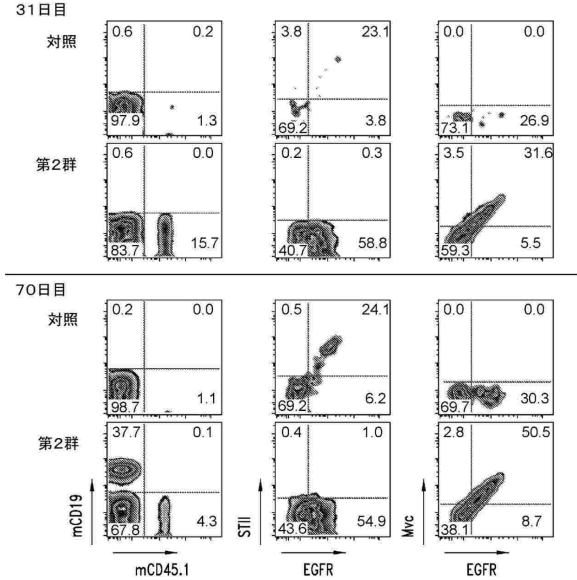 31日目
対照
0.6 0.2
97.9 1.3
3.8 23.1
69.2 3.8
0.0 0.0
73.1 26.9
第2群
0.6 0.0
83.7 15.7
0.2 0.3
40.7 58.8
3.5 31.6
59.3 5.5
70日目
対照
0.2 0.0
98.7 1.1
0.5 24.1
69.2 6.2
0.0 0.0
69.7 30.3
第2群
37.7 0.1
67.8 4.3
0.4 1.0
43.6 54.9
2.8 50.5
38.1 8.7
mCD19
STII
Mvc
mCD45.1
EGFR
EGFR